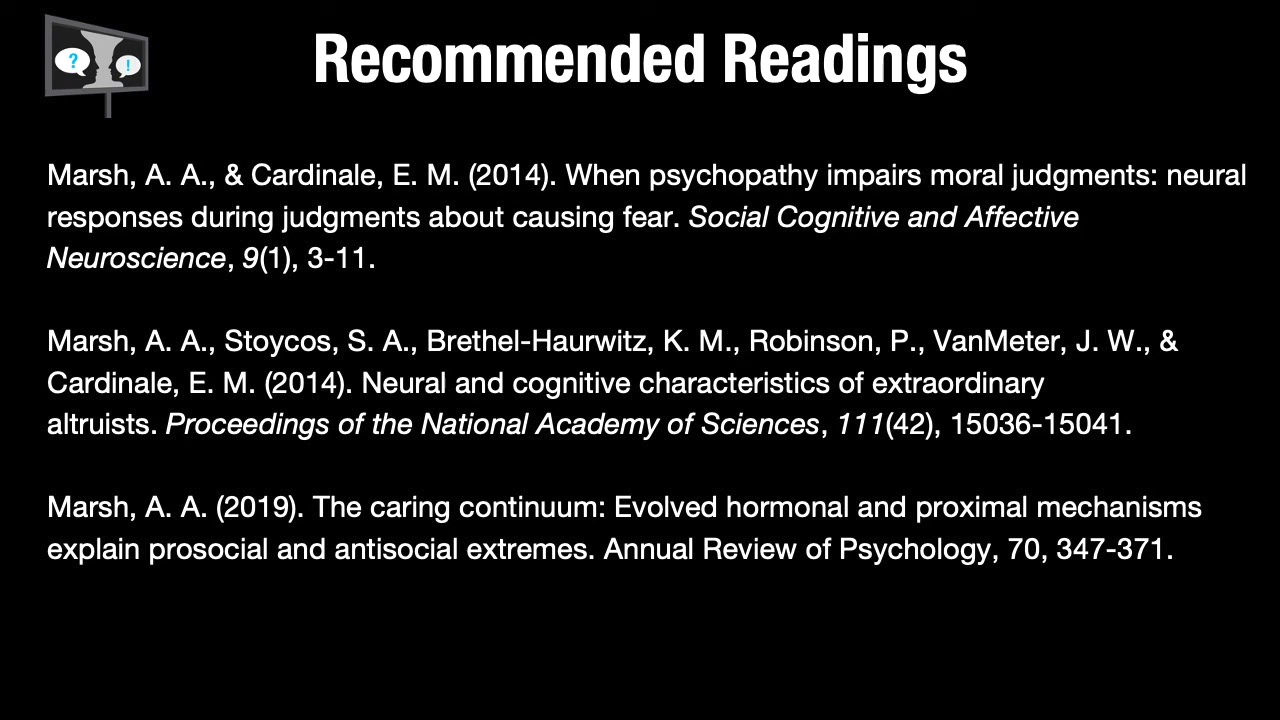 ? !
Recommended Readings
Marsh, A. A., & Cardinale, E. M. (2014). When psychopathy impairs moral judgments: neural
responses during judgments about causing fear. Social Cognitive and Affective
Neuroscience, 9(1), 3-11.
Marsh, A. A., Stoycos, S. A., Brethel-Haurwitz, K. M., Robinson, P., VanMeter, J. W., &
Cardinale, E. M. (2014). Neural and cognitive characteristics of extraordinary
altruists. Proceedings of the National Academy of Sciences, 111(42), 15036-15041.
Marsh, A. A. (2019). The caring continuum: Evolved hormonal and proximal mechanisms
explain prosocial and antisocial extremes. Annual Review of Psychology, 70, 347-371.